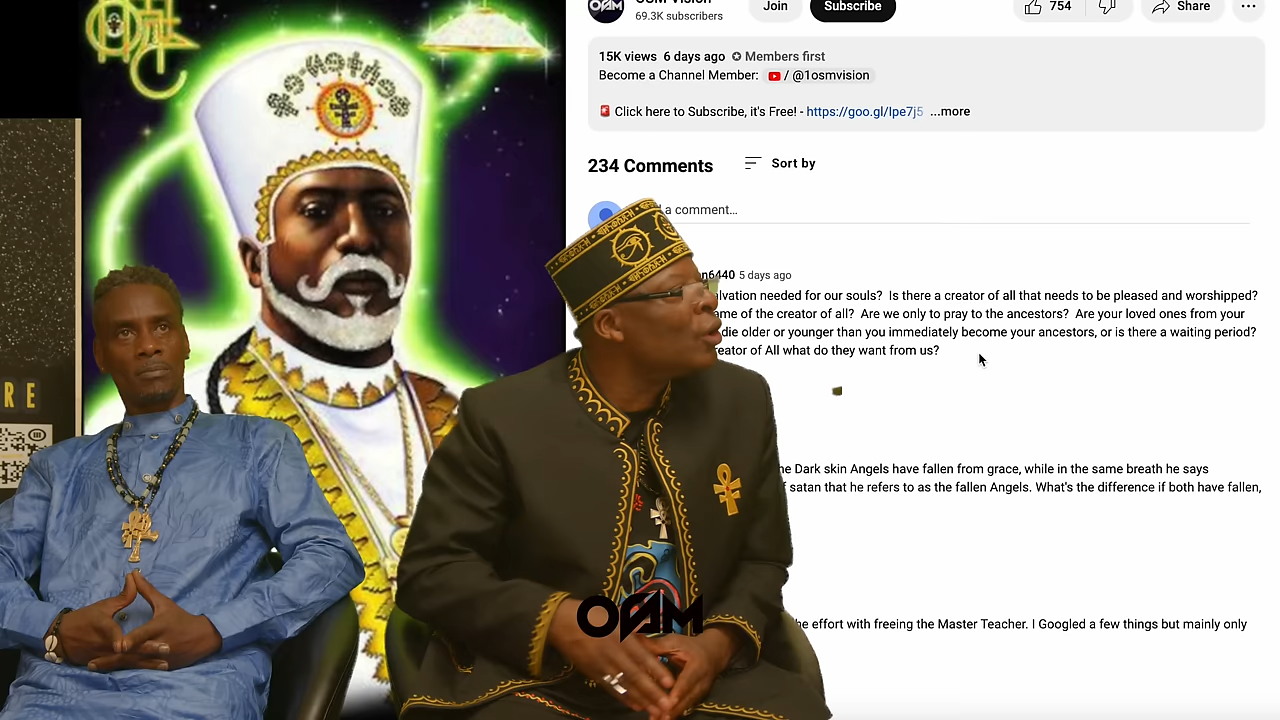 69.3K subscribers
Join
Subscribe
754
Share
15K views 6 days ago Members first
Become a Channel Member: / @1osmvision
Click here to Subscribe, it's Free! - https://goo.gl/Ipe7j5 ...more
234 Comments
Sort by
a comment...
n6440 5 days ago
lvation needed for our souls? Is there a creator of all that needs to be pleased and worshipped?
ame of the creator of all? Are we only to pray to the ancestors? Are your loved ones from your
die older or younger than you immediately become your ancestors, or is there a waiting period?
reator of All what do they want from us?
RE
he Dark skin Angels have fallen from grace, while in the same breath he says
f satan that he refers to as the fallen Angels. What's the difference if both have fallen,
OSM
he effort with freeing the Master Teacher. I Googled a few things but mainly only